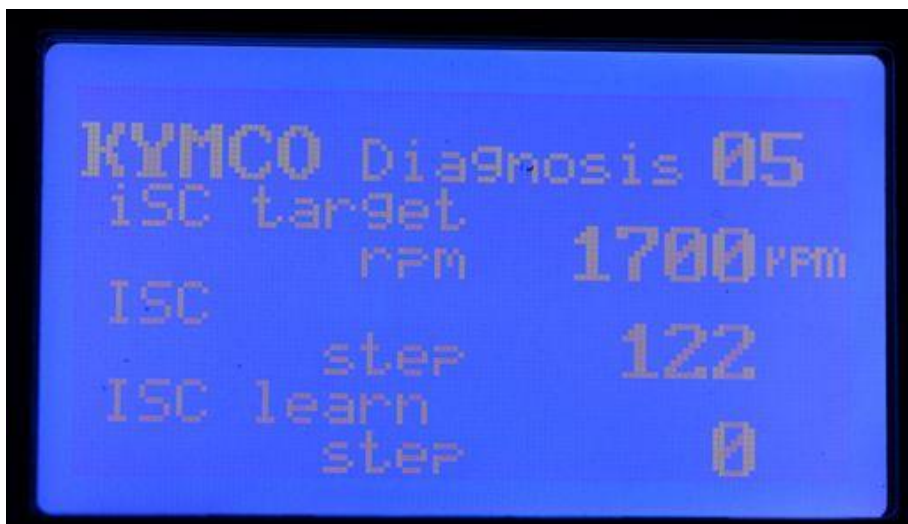 KYMCO Diagnosis 05
iSC target
rpm 1700 rpm
ISC
step 122
ISC learn
step 0